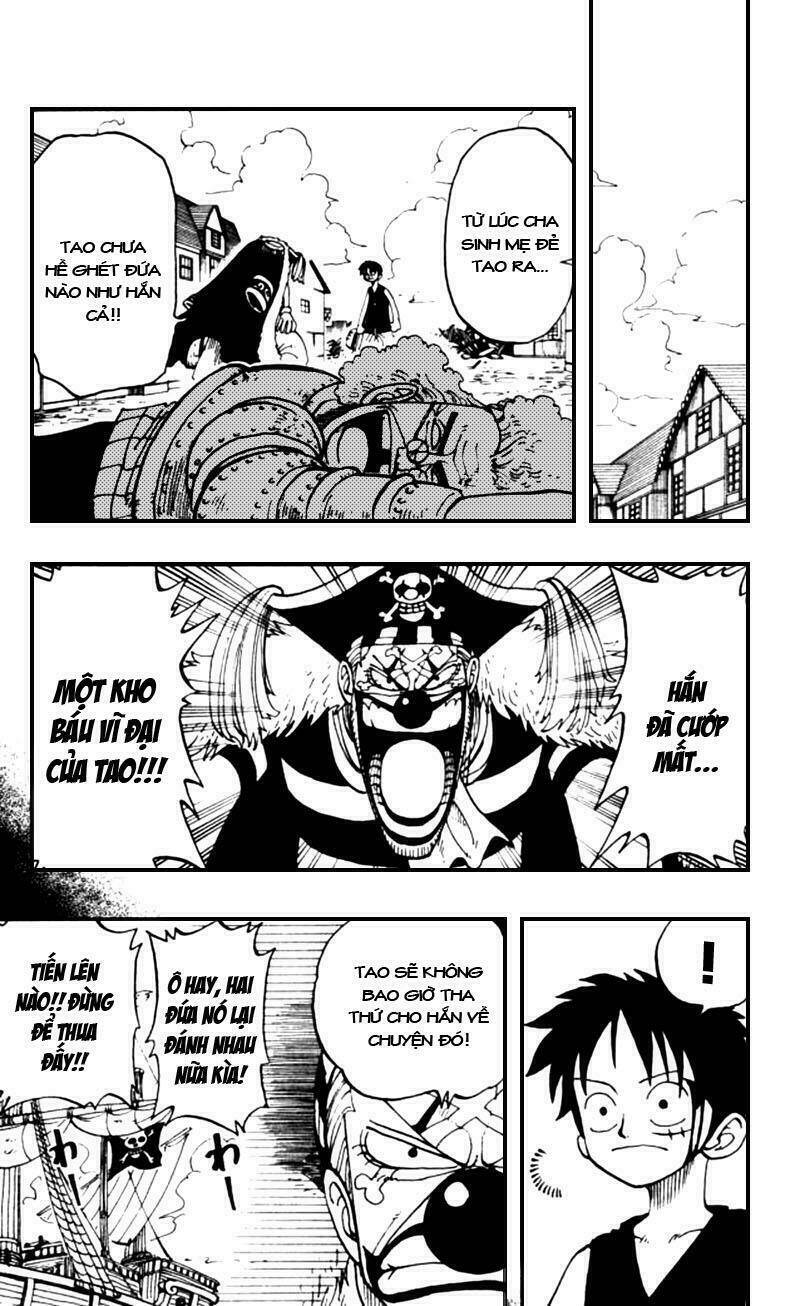 TỪ LÚC CHA
SINH MẸ ĐẺ
TAO RA...
TAO CHƯA
HỀ GHÉT ĐỨA
NÀO NHƯ HẮN
CẢ!!
HẮN
ĐÃ CƯỚP
MẤT...
MỘT KHO
BÁU VĨ ĐẠI
CỦA TAO!!!
!
TAO SẼ KHÔNG
BAO GIỜ THA
THỨ CHO HẮN VỀ
CHUYỆN ĐÓ!
Ô HAY, HAI
ĐỨA NÓ LẠI
ĐÁNH NHAU
NỮA KÌA!
TIẾN LÊN
NÀO!! ĐỪNG
ĐỂ THUA
ĐẤY!!
わー
わー